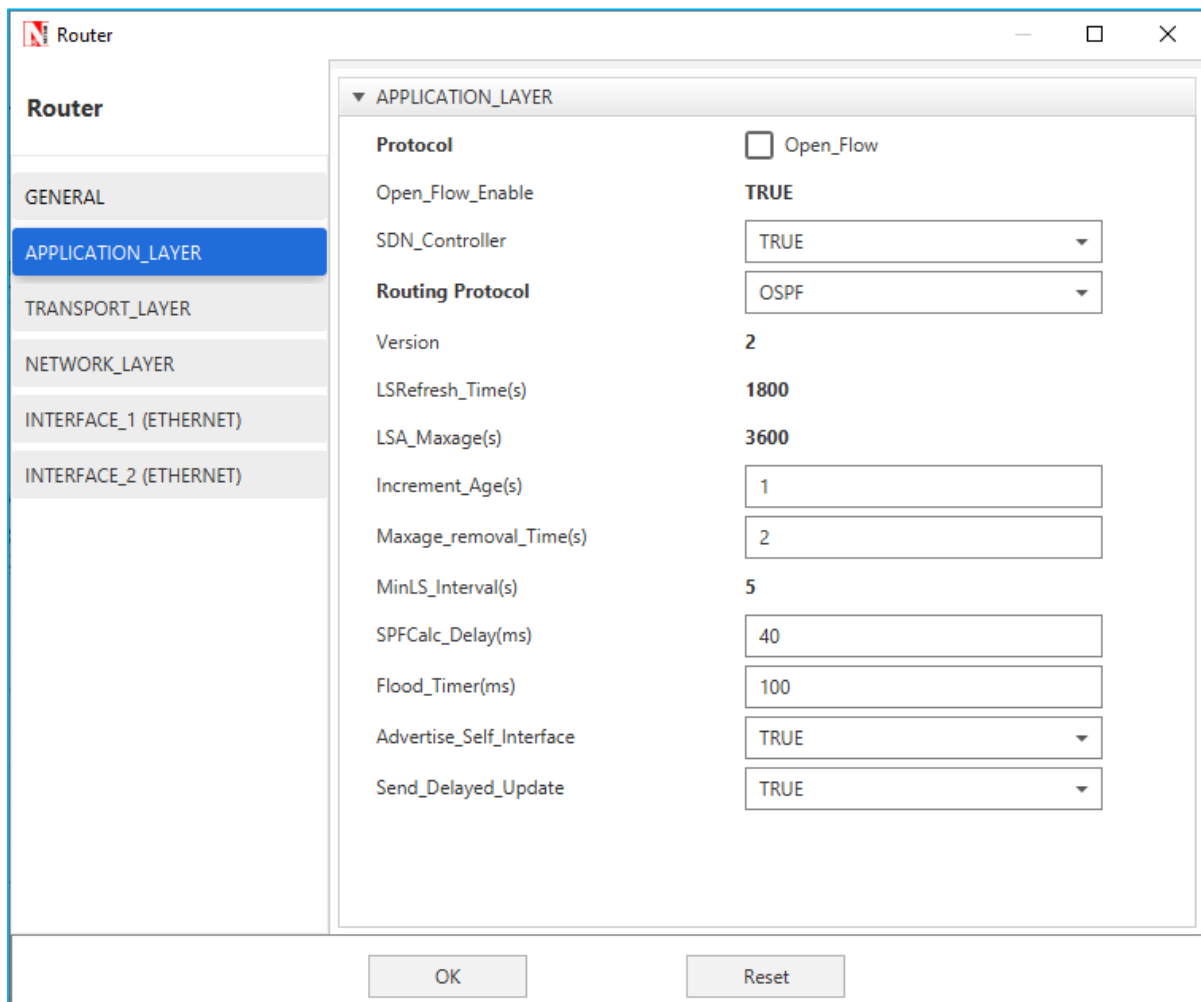 Router
Router
GENERAL
APPLICATION_LAYER
TRANSPORT_LAYER
NETWORK_LAYER
INTERFACE_1 (ETHERNET)
INTERFACE_2 (ETHERNET)
APPLICATION_LAYER
Protocol Open_Flow
Open_Flow_Enable TRUE
SDN_Controller TRUE
Routing Protocol OSPF
Version 2
LSRefresh_Time(s) 1800
LSA_Maxage(s) 3600
Increment_Age(s) 1
Maxage_removal_Time(s) 2
MinLS_Interval(s) 5
SPFCalc_Delay(ms) 40
Flood_Timer(ms) 100
Advertise_Self_Interface TRUE
Send_Delayed_Update TRUE
OK Reset